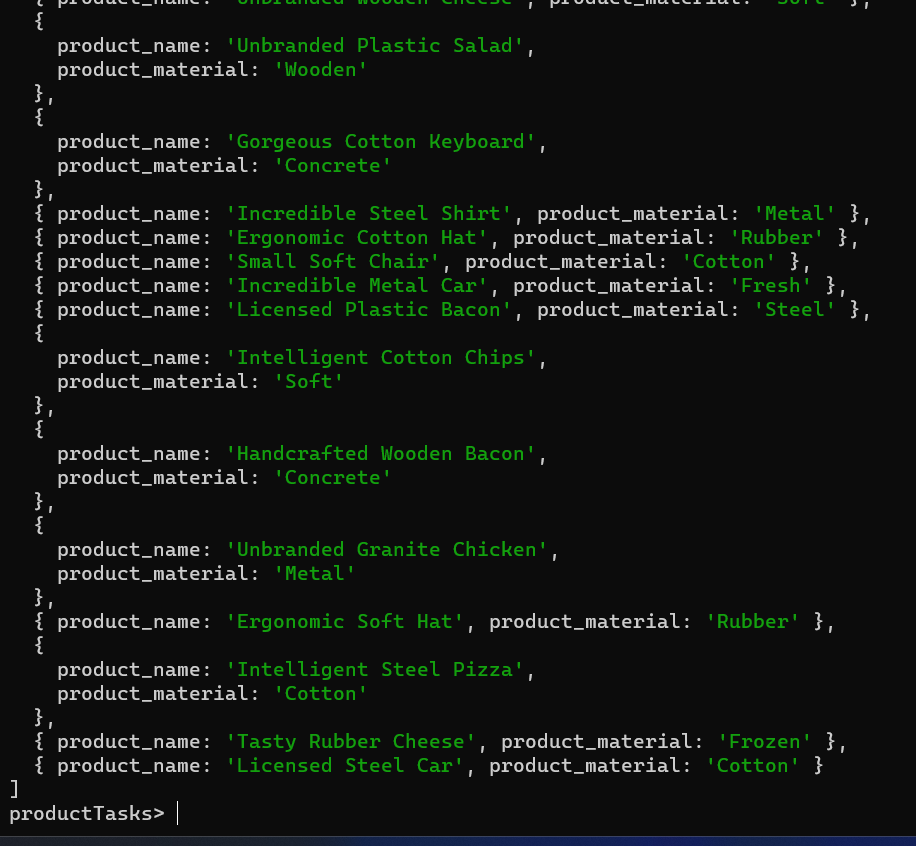 { product_name: 'Unbranded Wooden Cheese', product_material: 'Soft' },
{
product_name: 'Unbranded Plastic Salad',
product_material: 'Wooden'
},
{
product_name: 'Gorgeous Cotton Keyboard',
product_material: 'Concrete'
},
{ product_name: 'Incredible Steel Shirt', product_material: 'Metal' },
{ product_name: 'Ergonomic Cotton Hat', product_material: 'Rubber' },
{ product_name: 'Small Soft Chair', product_material: 'Cotton' },
{ product_name: 'Incredible Metal Car', product_material: 'Fresh' },
{ product_name: 'Licensed Plastic Bacon', product_material: 'Steel' },
{
product_name: 'Intelligent Cotton Chips',
product_material: 'Soft'
},
{
product_name: 'Handcrafted Wooden Bacon',
product_material: 'Concrete'
},
{
product_name: 'Unbranded Granite Chicken',
product_material: 'Metal'
},
{ product_name: 'Ergonomic Soft Hat', product_material: 'Rubber' },
{
product_name: 'Intelligent Steel Pizza',
product_material: 'Cotton'
},
{ product_name: 'Tasty Rubber Cheese', product_material: 'Frozen' },
{ product_name: 'Licensed Steel Car', product_material: 'Cotton' }
]
productTasks>